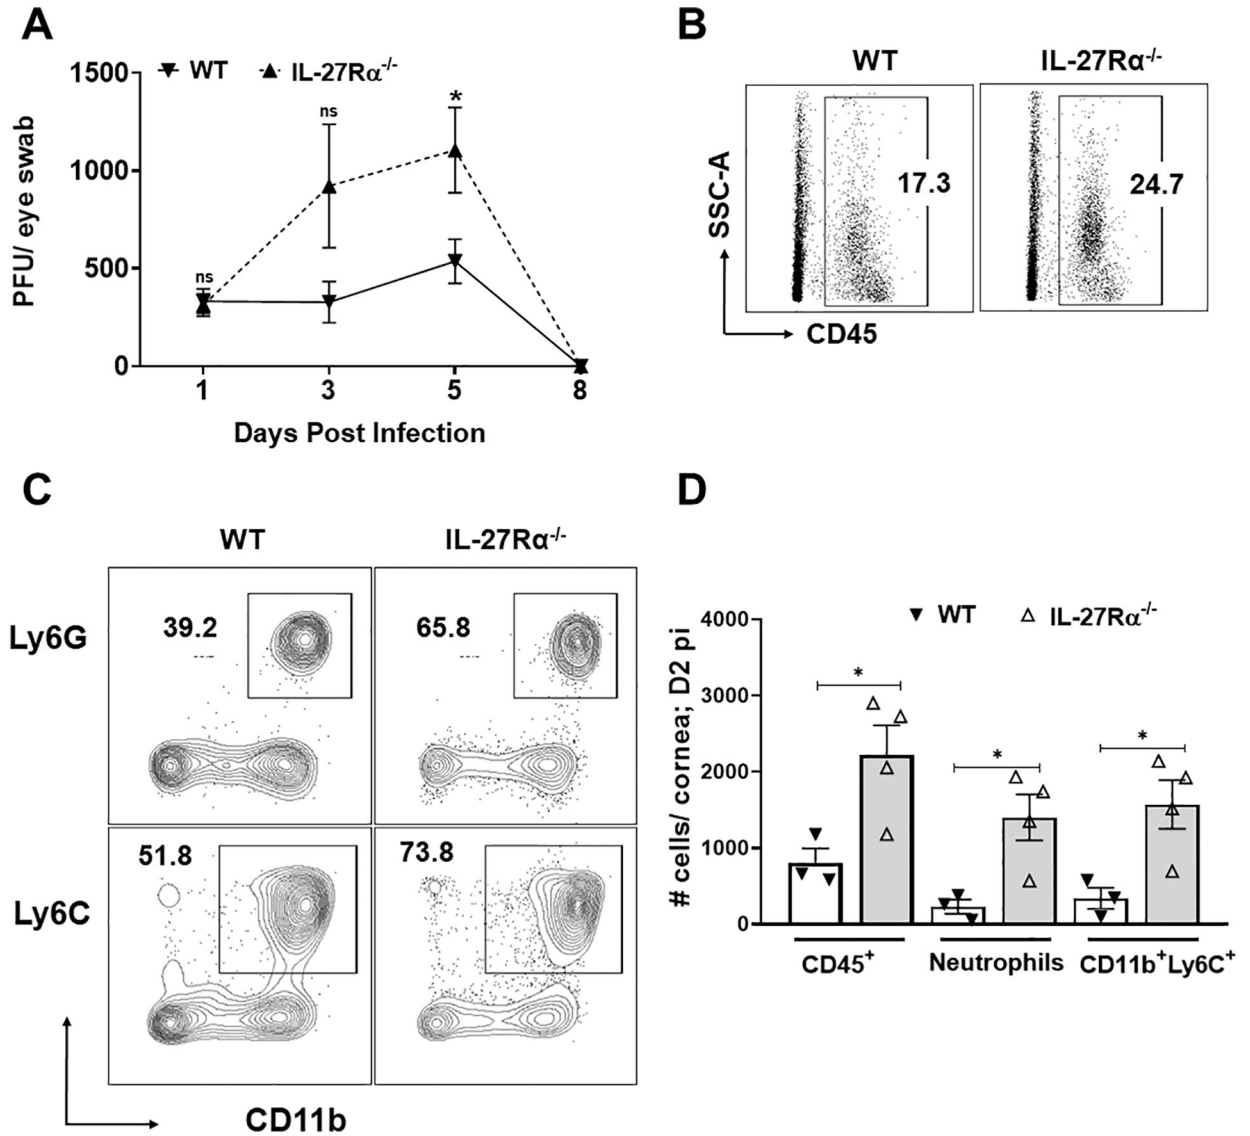 A
WT IL-27Rα-/-
1500
1000
500
0
PFU/ eye swab
ns
ns
*
1 3 5 8
Days Post Infection
B
WT IL-27Rα-/-
SSC-A
17.3
24.7
CD45
C
WT IL-27Rα-/-
Ly6G
39.2
65.8
Ly6C
51.8
73.8
CD11b
D
WT IL-27Rα-/-
4000
3000
2000
1000
0
# cells/ cornea; D2 pi
*
*
*
CD45+ Neutrophils CD11b+Ly6C+